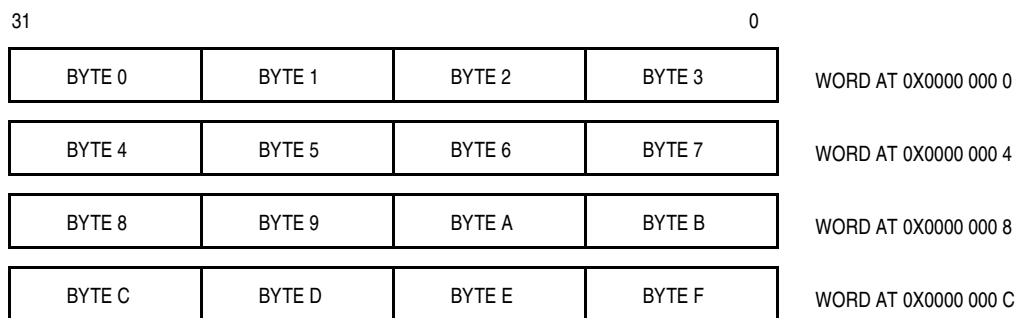 31 0
BYTE 0 BYTE 1 BYTE 2 BYTE 3 WORD AT 0X0000 000 0
BYTE 4 BYTE 5 BYTE 6 BYTE 7 WORD AT 0X0000 000 4
BYTE 8 BYTE 9 BYTE A BYTE B WORD AT 0X0000 000 8
BYTE C BYTE D BYTE E BYTE F WORD AT 0X0000 000 C